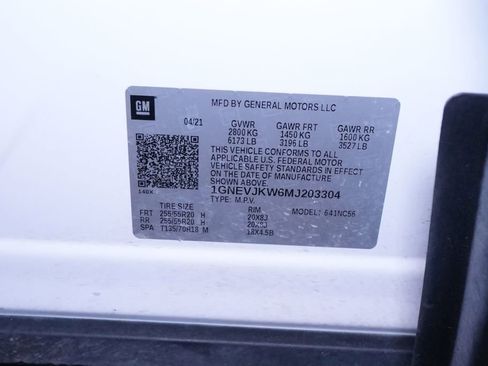 GM
MFD BY GENERAL MOTORS LLC
04/21 GVWR GAWR FRT GAWR RR
2800 KG 1450 KG 1600 KG
6173 LB 3196 LB 3527 LB
THIS VEHICLE CONFORMS TO ALL
APPLICABLE U.S. FEDERAL MOTOR
VEHICLE SAFETY STANDARDS IN EFFECT
ON THE DATE OF MANUFACTURE
SHOWN ABOVE.
1GNEVJKW6MJ203304
TYPE: M.P.V. MODEL: 641NC56
RIM
FRT 255/55R20 H 20X8J
RR 255/55R20 H 20X8J
SPA T135/70R18 M 18X4.5B